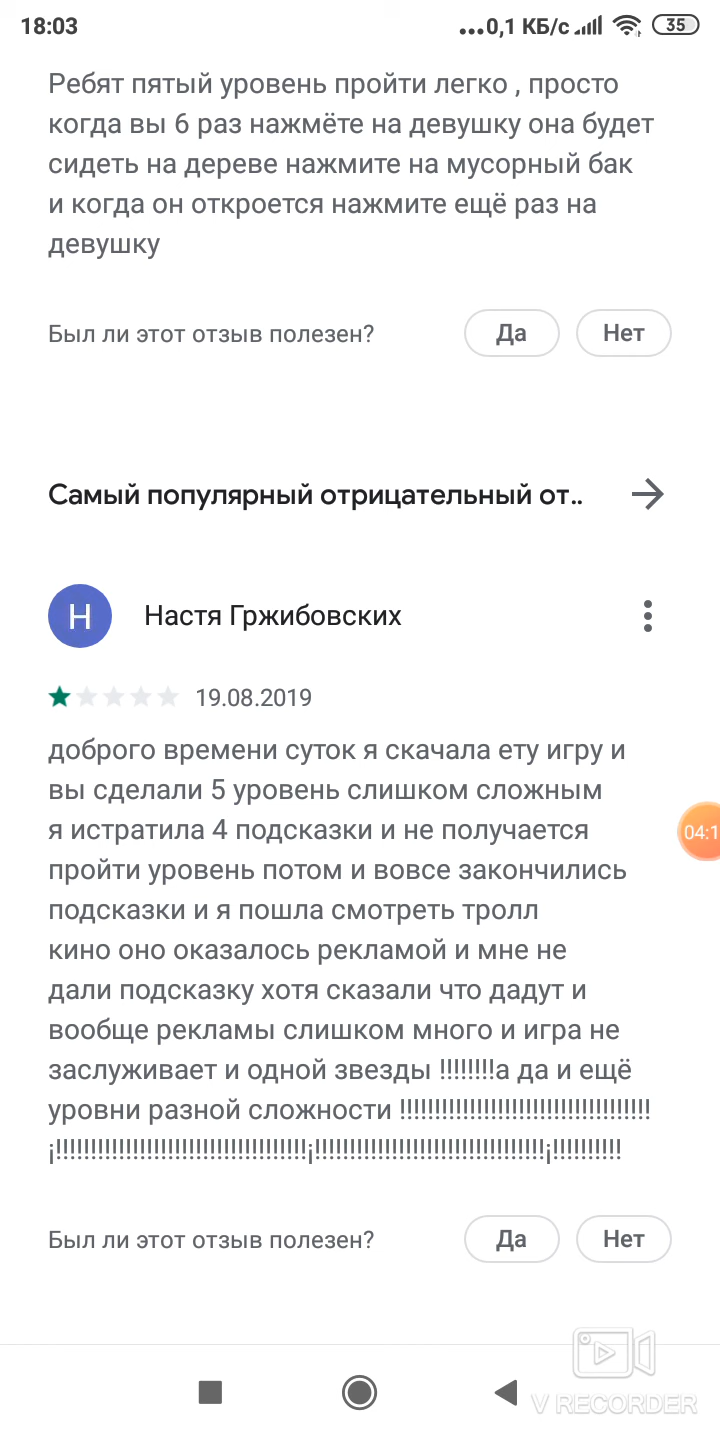 18:03
...0,1 КБ/с
35
Ребят пятый уровень пройти легко , просто
когда вы 6 раз нажмёте на девушку она будет
сидеть на дереве нажмите на мусорный бак
и когда он откроется нажмите ещё раз на
девушку
Был ли этот отзыв полезен?
Да
Нет
Самый популярный отрицательный от..
Н
Настя Гржибовских
19.08.2019
доброго времени суток я скачала ету игру и
вы сделали 5 уровень слишком сложным
я истратила 4 подсказки и не получается
пройти уровень потом и вовсе закончились
подсказки и я пошла смотреть тролл
кино оно оказалось рекламой и мне не
дали подсказку хотя сказали что дадут и
вообще рекламы слишком много и игра не
заслуживает и одной звезды !!!!!!!!а да и ещё
уровни разной сложности !!!!!!!!!!!!!!!!!!!!!!!!!!!!!!!!!!!!
¡!!!!!!!!!!!!!!!!!!!!!!!!!!!!!!!!!!!!¡!!!!!!!!!!!!!!!!!!!!!!!!!!!!!!!!!¡!!!!!!!!!!
Был ли этот отзыв полезен?
Да
Нет
04:1
V RECORDER